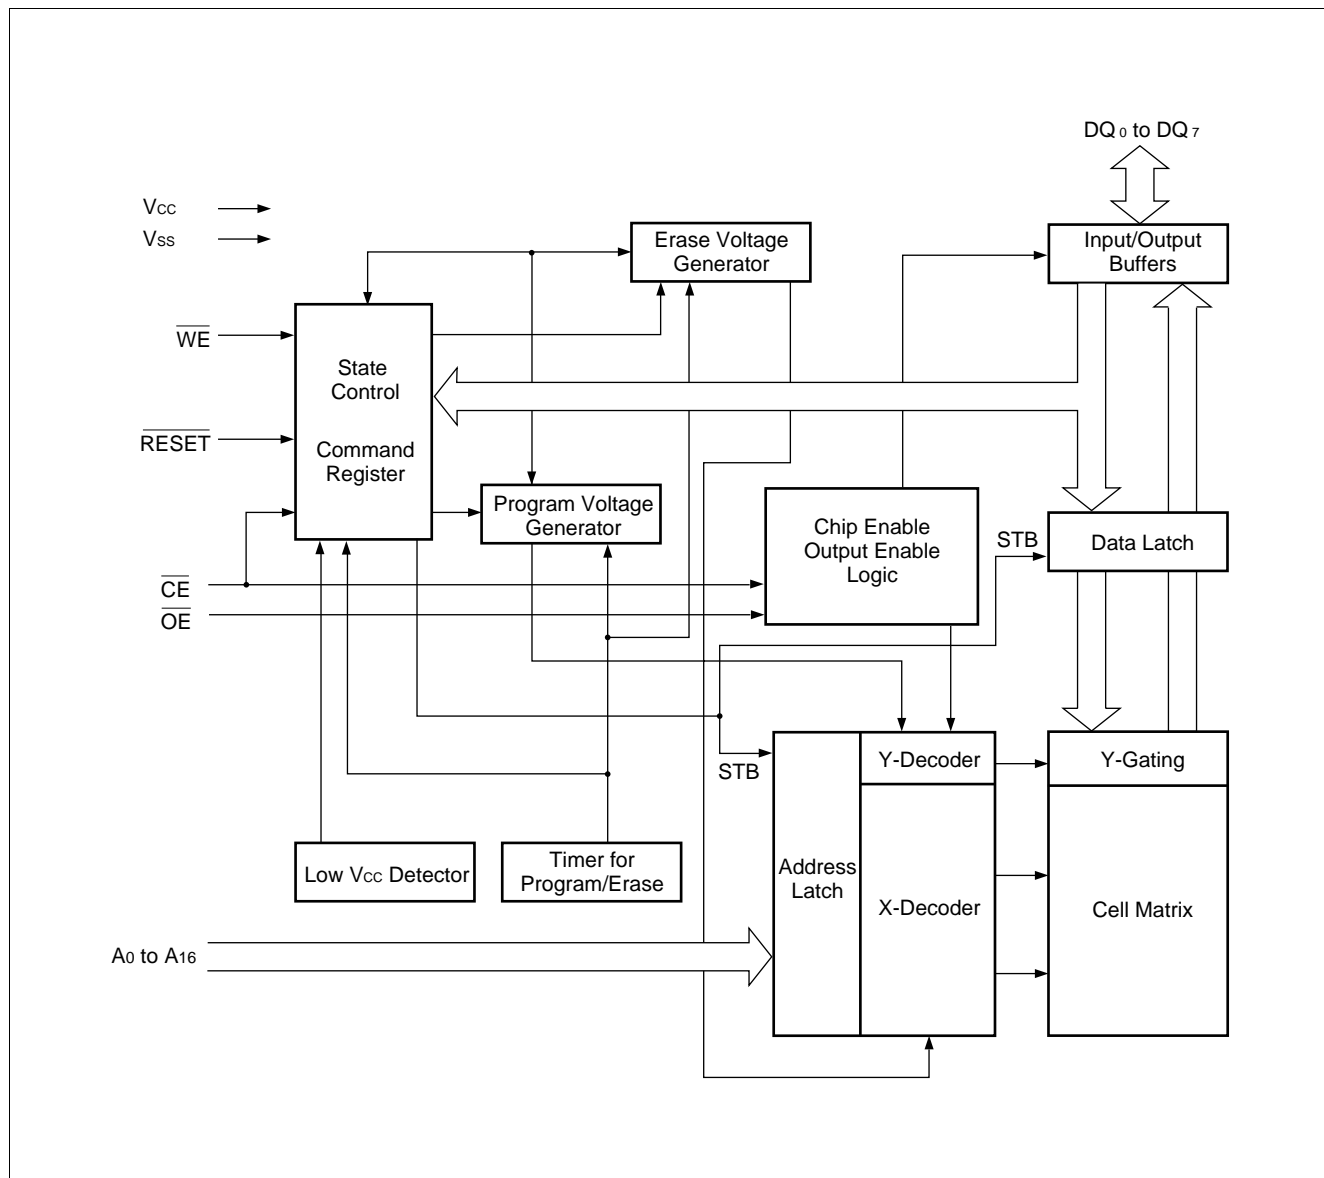 DQ0 to DQ7
VCC
VSS
Erase Voltage
Generator
Input/Output
Buffers
WE
State
Control
RESET
Command
Register
Program Voltage
Generator
Chip Enable
Output Enable
Logic
STB
Data Latch
CE
OE
STB
Y-Decoder
Y-Gating
Low VCC Detector
Timer for
Program/Erase
Address
Latch
X-Decoder
Cell Matrix
A0 to A16